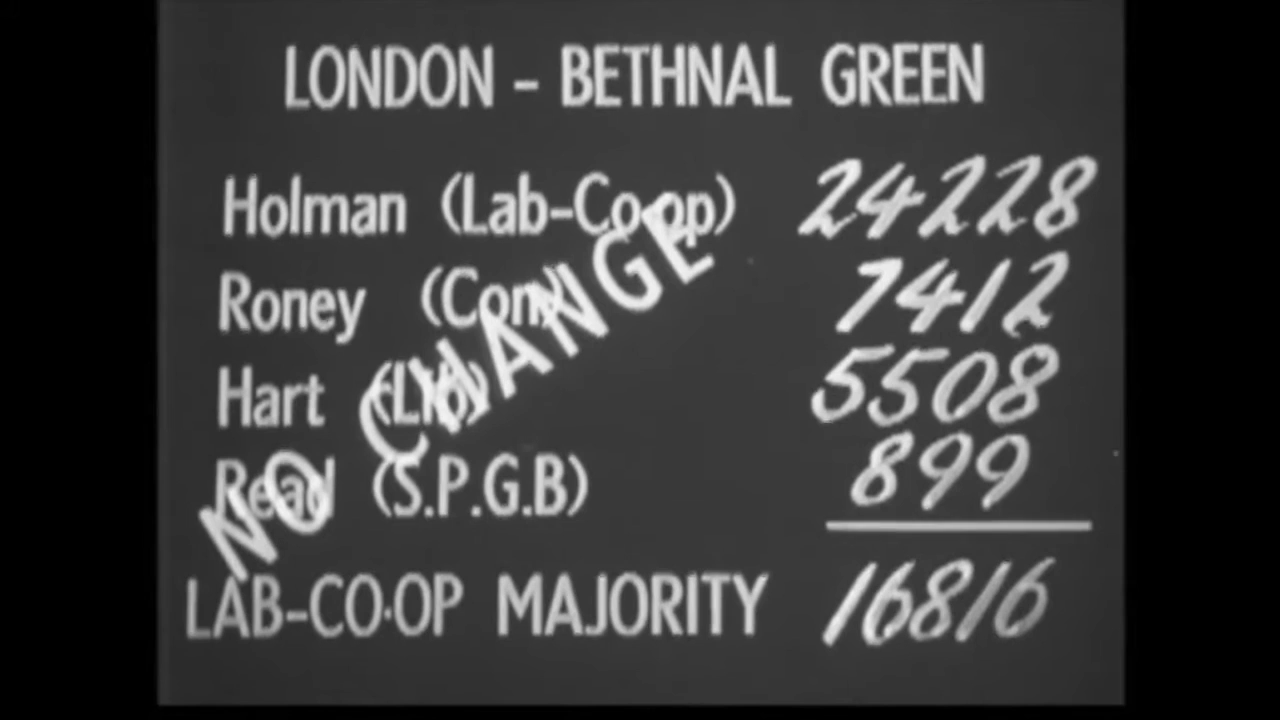 LONDON - BETHNAL GREEN
Holman (Lab-Co-op) 24228
Roney (Con) 7412
Hart (Lib) 5508
Read (S.P.G.B) 899
LAB-CO-OP MAJORITY 16816
NO CHANGE